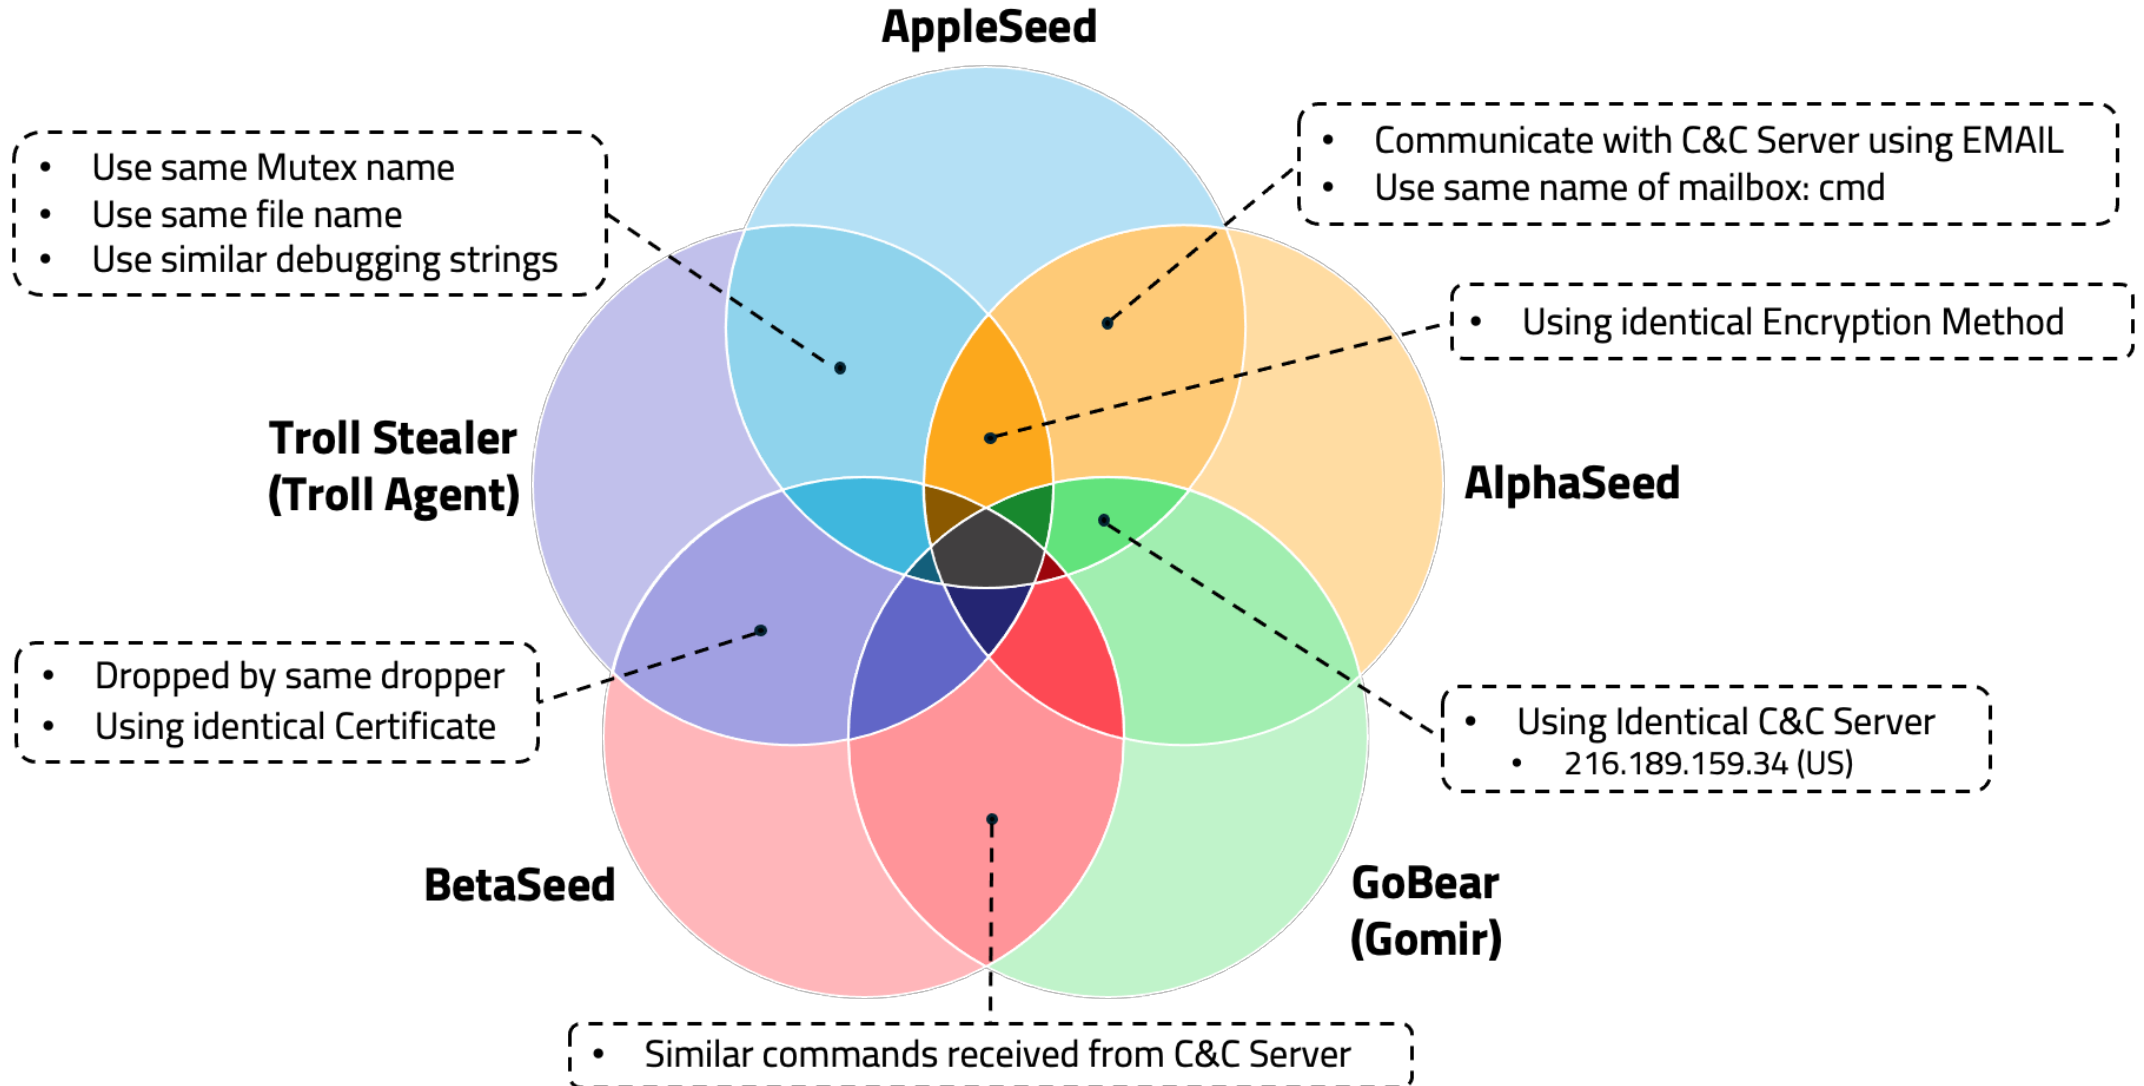 AppleSeed
• Use same Mutex name
• Use same file name
• Use similar debugging strings
• Communicate with C&C Server using EMAIL
• Use same name of mailbox: cmd
• Using identical Encryption Method
Troll Stealer
(Troll Agent)
AlphaSeed
• Dropped by same dropper
• Using identical Certificate
• Using Identical C&C Server
• 216.189.159.34 (US)
BetaSeed
GoBear
(Gomir)
• Similar commands received from C&C Server